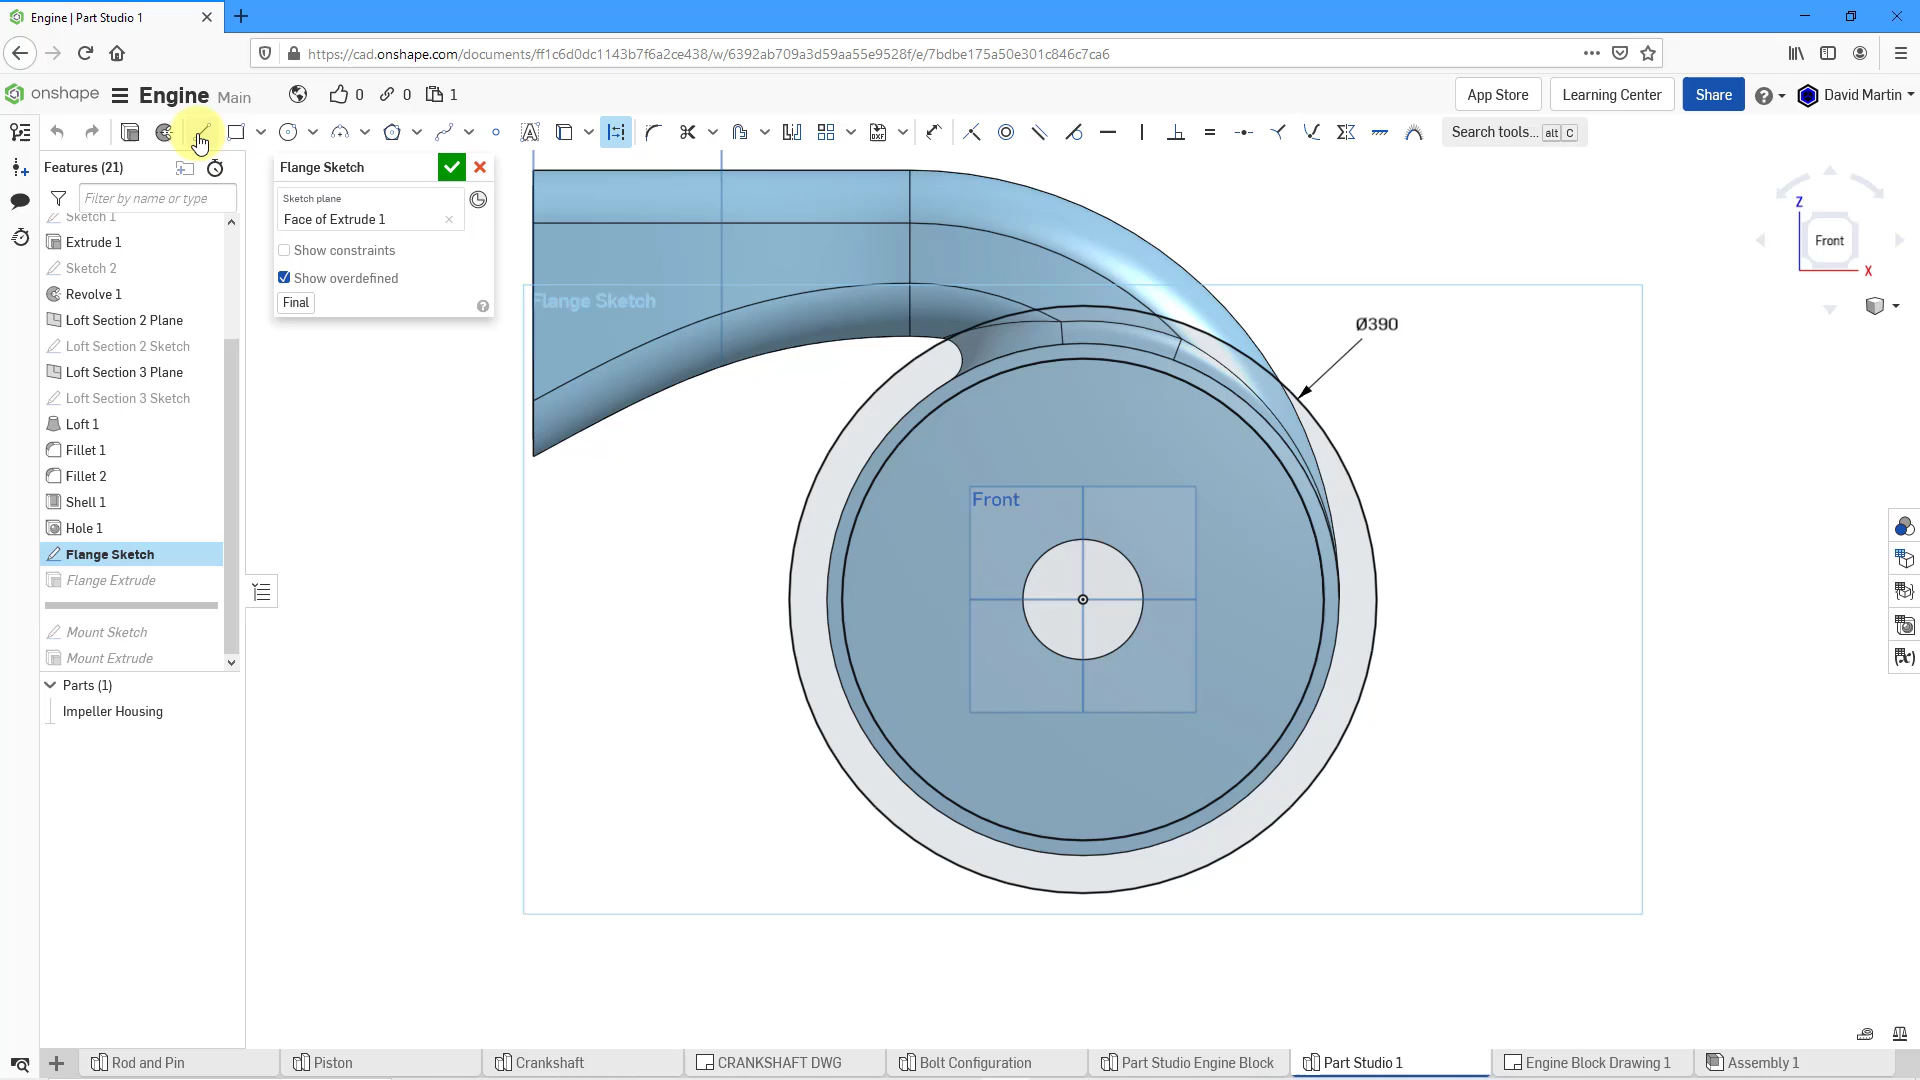 Engine | Part Studio 1
https://cad.onshape.com/documents/ff1c6d0dc1143b7f6a2ce438/w/6392ab709a3d59aa55e9528f/e/7bdbe175a50e301c846c7ca6
onshape
Engine Main
0
0
1
App Store
Learning Center
Share
David Martin
Search tools... alt C
Features (21)
Filter by name or type
Sketch 1
Extrude 1
Sketch 2
Revolve 1
Loft Section 2 Plane
Loft Section 2 Sketch
Loft Section 3 Plane
Loft Section 3 Sketch
Loft 1
Fillet 1
Fillet 2
Shell 1
Hole 1
Flange Sketch
Flange Extrude
Mount Sketch
Mount Extrude
Parts (1)
Impeller Housing
Flange Sketch
Sketch plane
Face of Extrude 1
Show constraints
Show overdefined
Final
Flange Sketch
Ø390
Front
Z
Front
X
Rod and Pin
Piston
Crankshaft
CRANKSHAFT DWG
Bolt Configuration
Part Studio Engine Block
Part Studio 1
Engine Block Drawing 1
Assembly 1